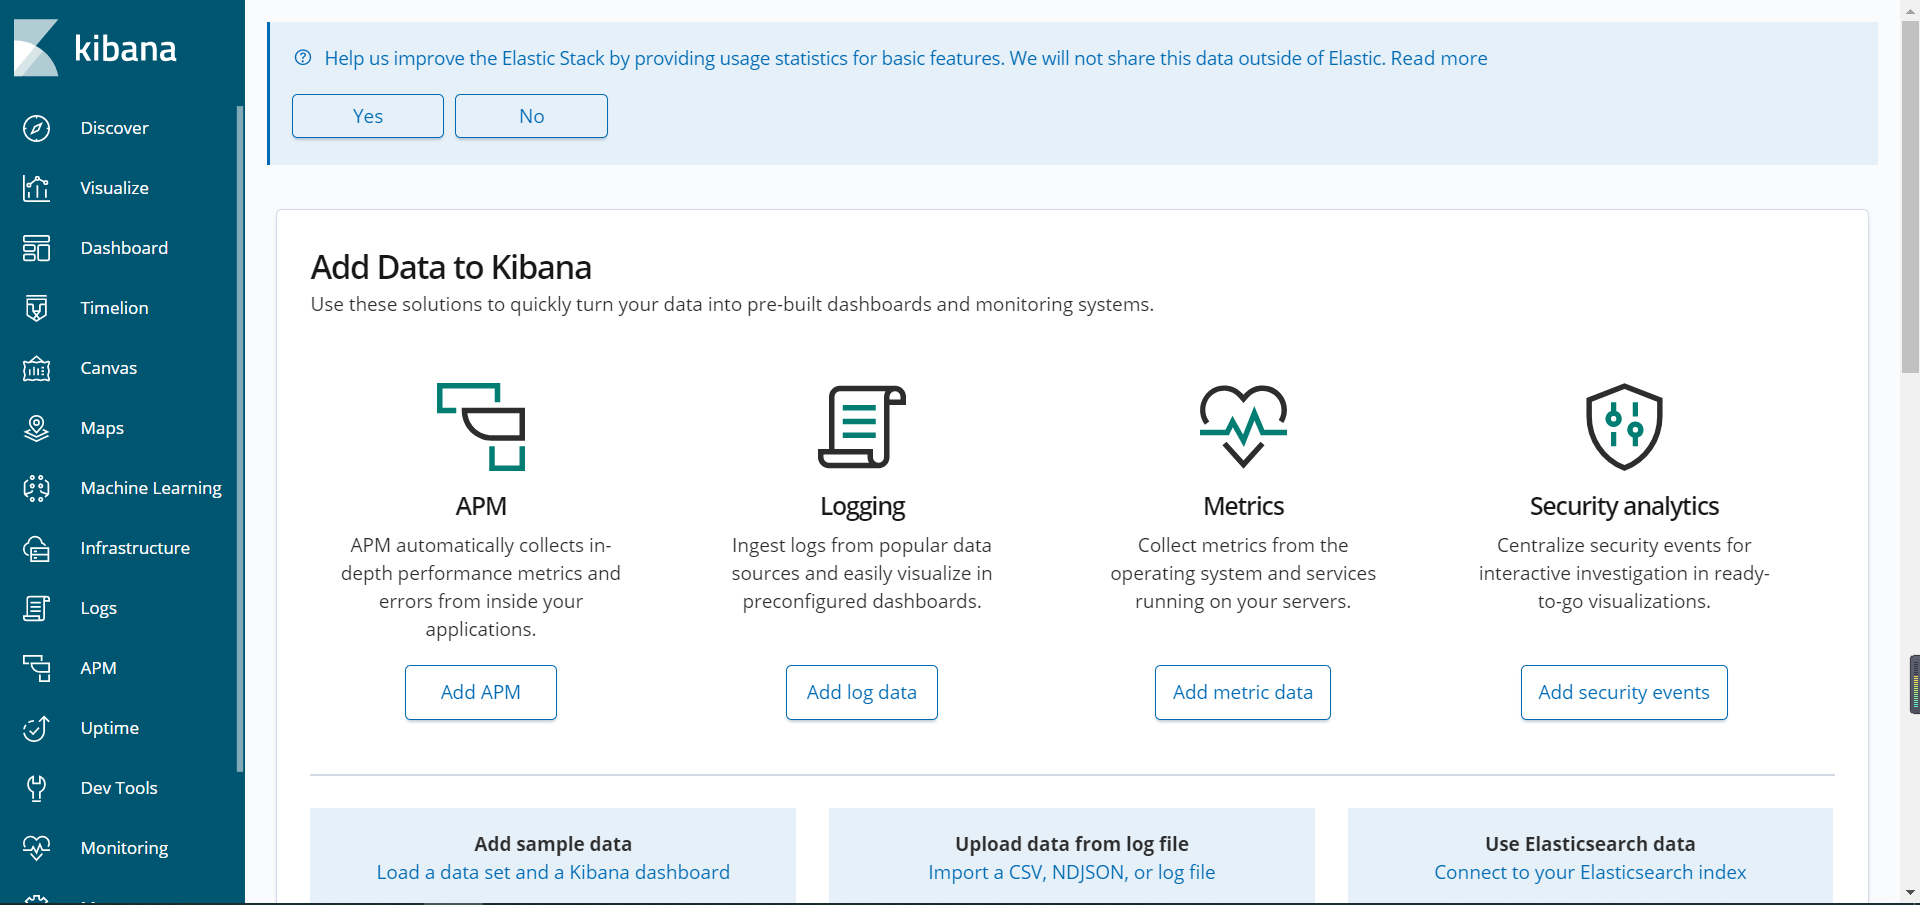 kibana
Discover
Visualize
Dashboard
Timelion
Canvas
Maps
Machine Learning
Infrastructure
Logs
APM
Uptime
Dev Tools
Monitoring
Help us improve the Elastic Stack by providing usage statistics for basic features. We will not share this data outside of Elastic. Read more
Yes
No
Add Data to Kibana
Use these solutions to quickly turn your data into pre-built dashboards and monitoring systems.
APM
APM automatically collects in-
depth performance metrics and
errors from inside your
applications.
Add APM
Logging
Ingest logs from popular data
sources and easily visualize in
preconfigured dashboards.
Add log data
Metrics
Collect metrics from the
operating system and services
running on your servers.
Add metric data
Security analytics
Centralize security events for
interactive investigation in ready-
to-go visualizations.
Add security events
Add sample data
Load a data set and a Kibana dashboard
Upload data from log file
Import a CSV, NDJSON, or log file
Use Elasticsearch data
Connect to your Elasticsearch index